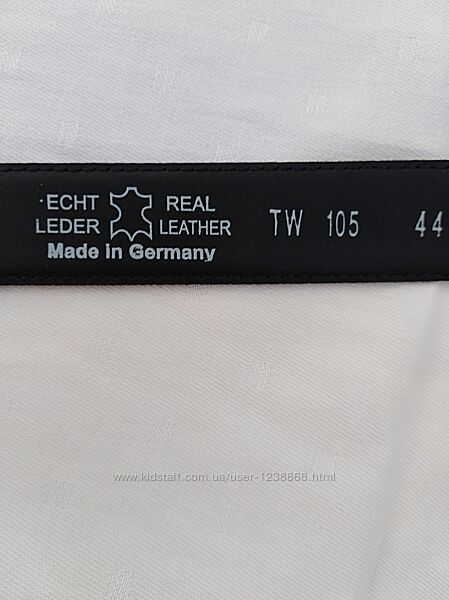 ECHT REAL
LEDER LEATHER TW 105 44
Made in Germany
www.kidstaff.com.ua/user-1238868.html